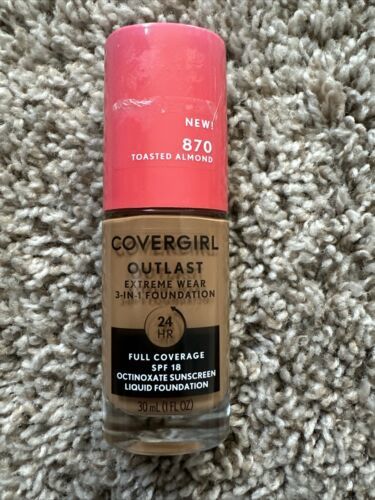 NEW!
870
TOASTED ALMOND
COVERGIRL
OUTLAST
EXTREME WEAR
3-IN-1 FOUNDATION
24
HR
FULL COVERAGE
SPF 18
OCTINOXATE SUNSCREEN
LIQUID FOUNDATION
30 mL (1 FL OZ)